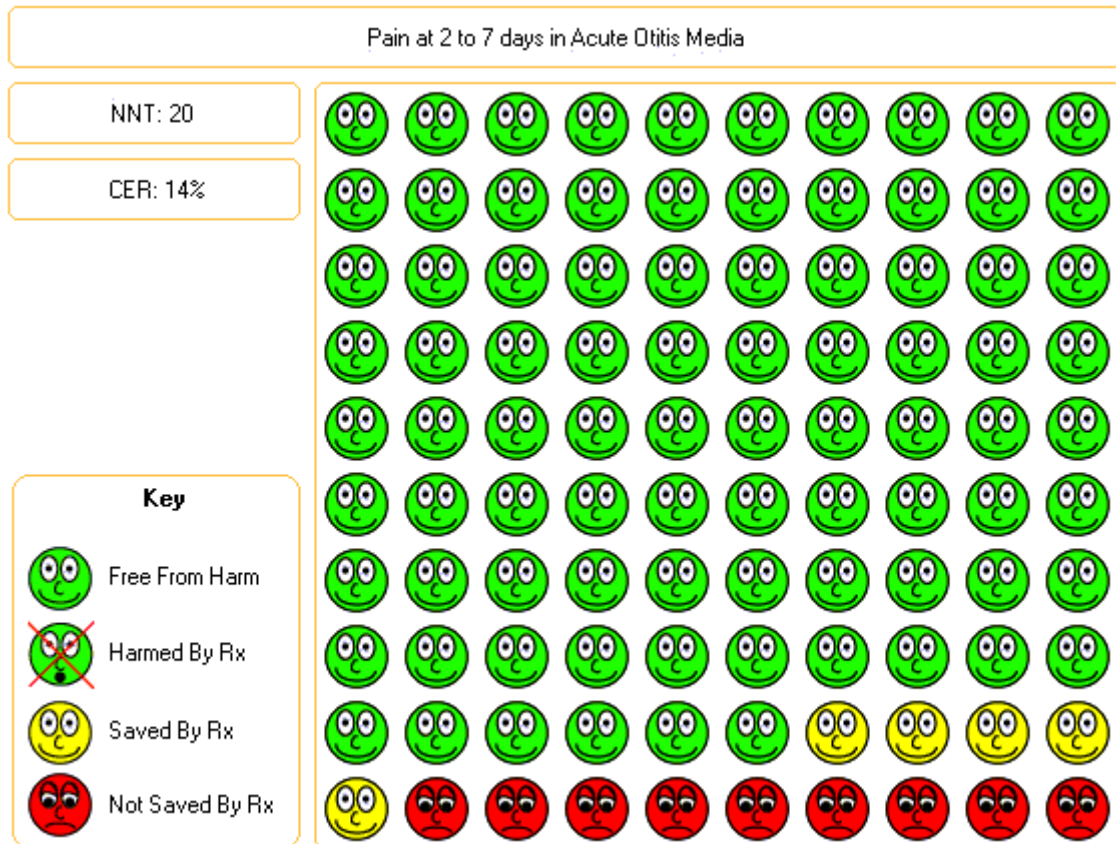 Pain at 2 to 7 days in Acute Otitis Media
NNT: 20
CER: 14%
Key
Free From Harm
Harmed By Rx
Saved By Rx
Not Saved By Rx